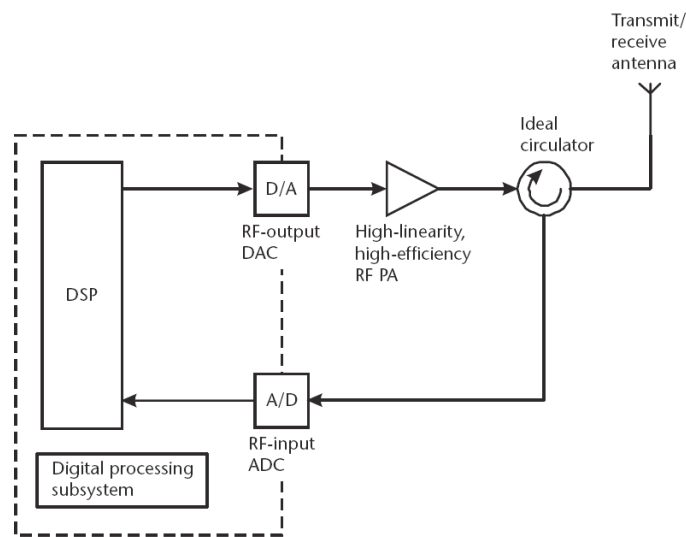 Transmit/
receive
antenna
Ideal
circulator
D/A
RF-output
DAC
High-linearity,
high-efficiency
RF PA
DSP
A/D
RF-input
ADC
Digital processing
subsystem